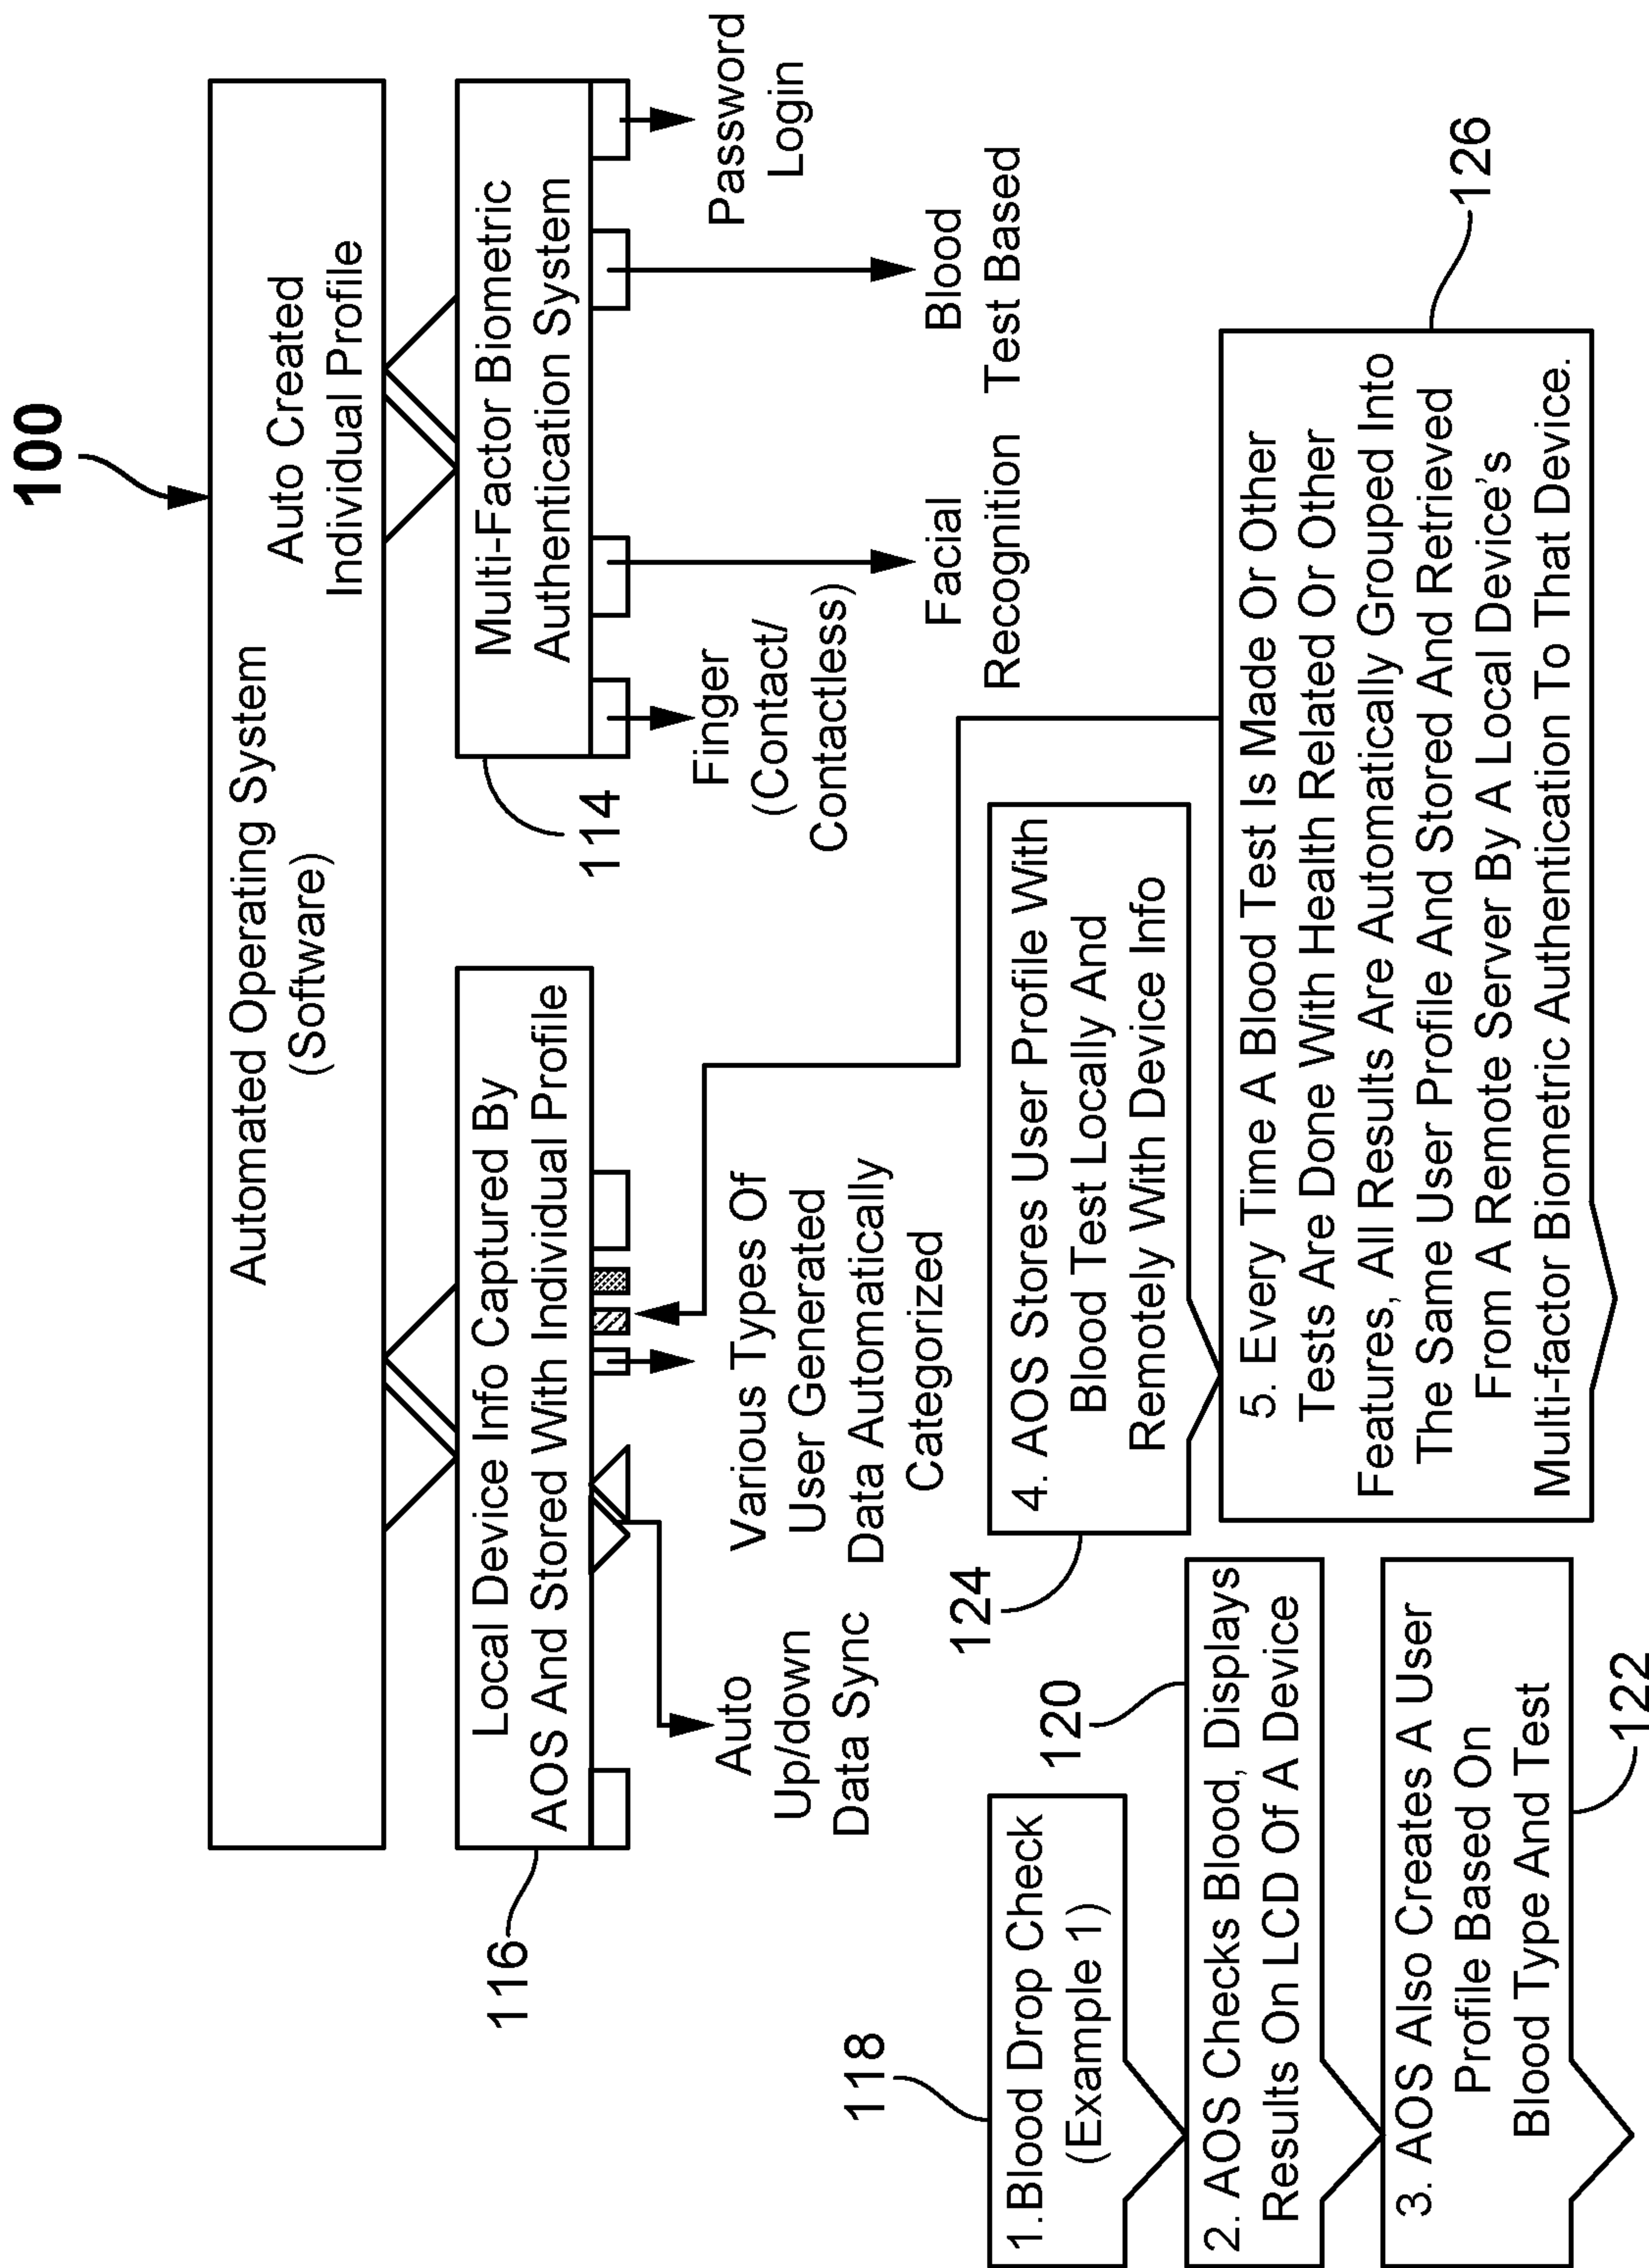 100
Automated Operating System
(Software)
Auto Created
Individual Profile
116
Local Device Info Captured By
AOS And Stored With Individual Profile
114
Multi-Factor Biometric
Authentication System
Auto
Up/down
Data Sync
Various Types Of
User Generated
Data Automatically
Categorized
Finger
(Contact/
Contactless)
Facial
Recognition
Blood
Test Based
Password
Login
118
1.Blood Drop Check
(Example 1)
120
2. AOS Checks Blood, Displays
Results On LCD Of A Device
3. AOS Also Creates A User
Profile Based On
Blood Type And Test
122
124
4. AOS Stores User Profile With
Blood Test Locally And
Remotely With Device Info
5. Every Time A Blood Test Is Made Or Other
Tests Are Done With Health Related Or Other
Features, All Results Are Automatically Grouped Into
The Same User Profile And Stored And Retrieved
From A Remote Server By A Local Device's
Multi-factor Biometric Authentication To That Device.
126